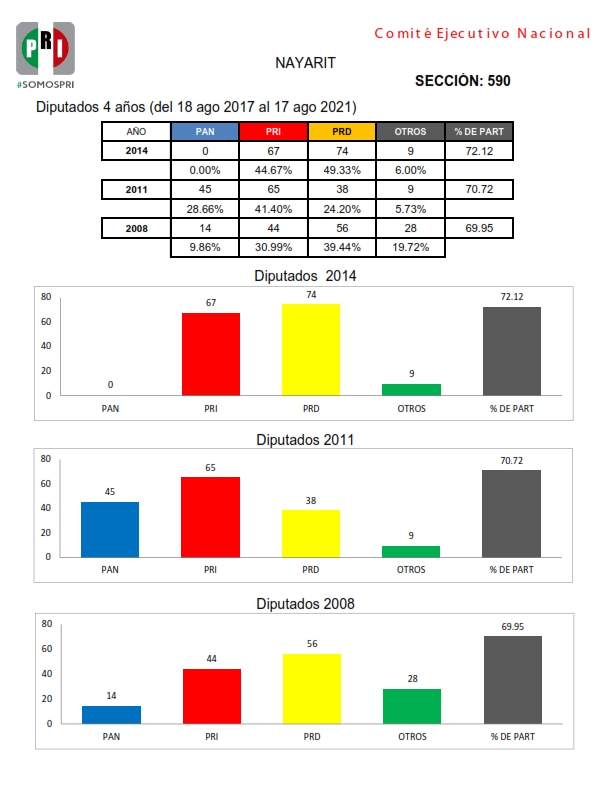 Comité Ejecutivo Nacional
PRI
#SOMOSPRI
NAYARIT
SECCIÓN: 590
Diputados 4 años (del 18 ago 2017 al 17 ago 2021)
AÑO PAN PRI PRD OTROS % DE PART
2014 0 67 74 9 72.12
0.00% 44.67% 49.33% 6.00%
2011 45 65 38 9 70.72
28.66% 41.40% 24.20% 5.73%
2008 14 44 56 28 69.95
9.86% 30.99% 39.44% 19.72%
Diputados 2014
80
60
40
20
0
0 67 74 9 72.12
PAN PRI PRD OTROS % DE PART
Diputados 2011
80
60
40
20
0
45 65 38 9 70.72
PAN PRI PRD OTROS % DE PART
Diputados 2008
80
60
40
20
0
14 44 56 28 69.95
PAN PRI PRD OTROS % DE PART